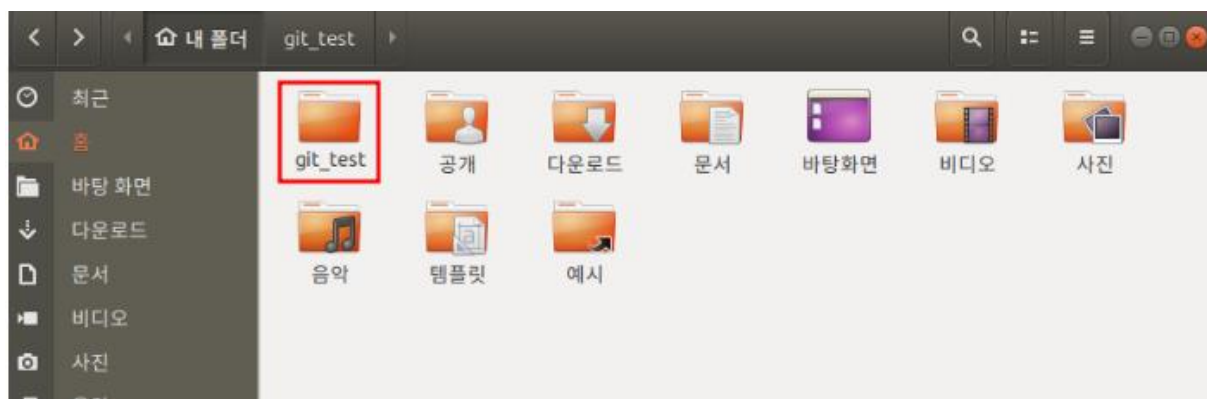 내 폴더 git_test
최근
홈
바탕 화면
다운로드
문서
비디오
사진
git_test 공개 다운로드 문서 바탕화면 비디오 사진
음악 템플릿 예시